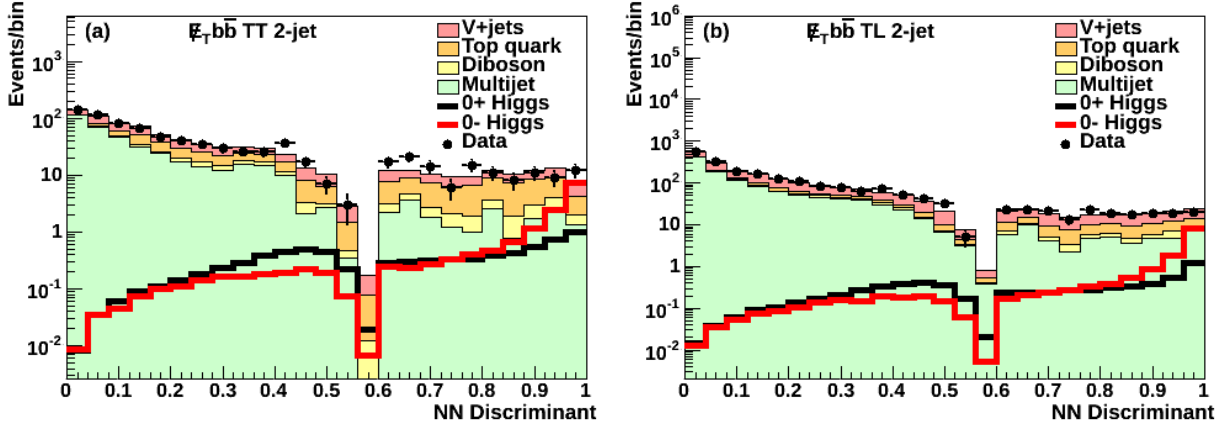 (a) E̸_T bb̄ TT 2-jet
V+jets
Top quark
Diboson
Multijet
0+ Higgs
0- Higgs
Data
Events/bin
10³
10²
10
1
10⁻¹
10⁻²
0 0.1 0.2 0.3 0.4 0.5 0.6 0.7 0.8 0.9 1
NN Discriminant
(b) E̸_T bb̄ TL 2-jet
V+jets
Top quark
Diboson
Multijet
0+ Higgs
0- Higgs
Data
Events/bin
10⁶
10⁵
10⁴
10³
10²
10
1
10⁻¹
10⁻²
0 0.1 0.2 0.3 0.4 0.5 0.6 0.7 0.8 0.9 1
NN Discriminant